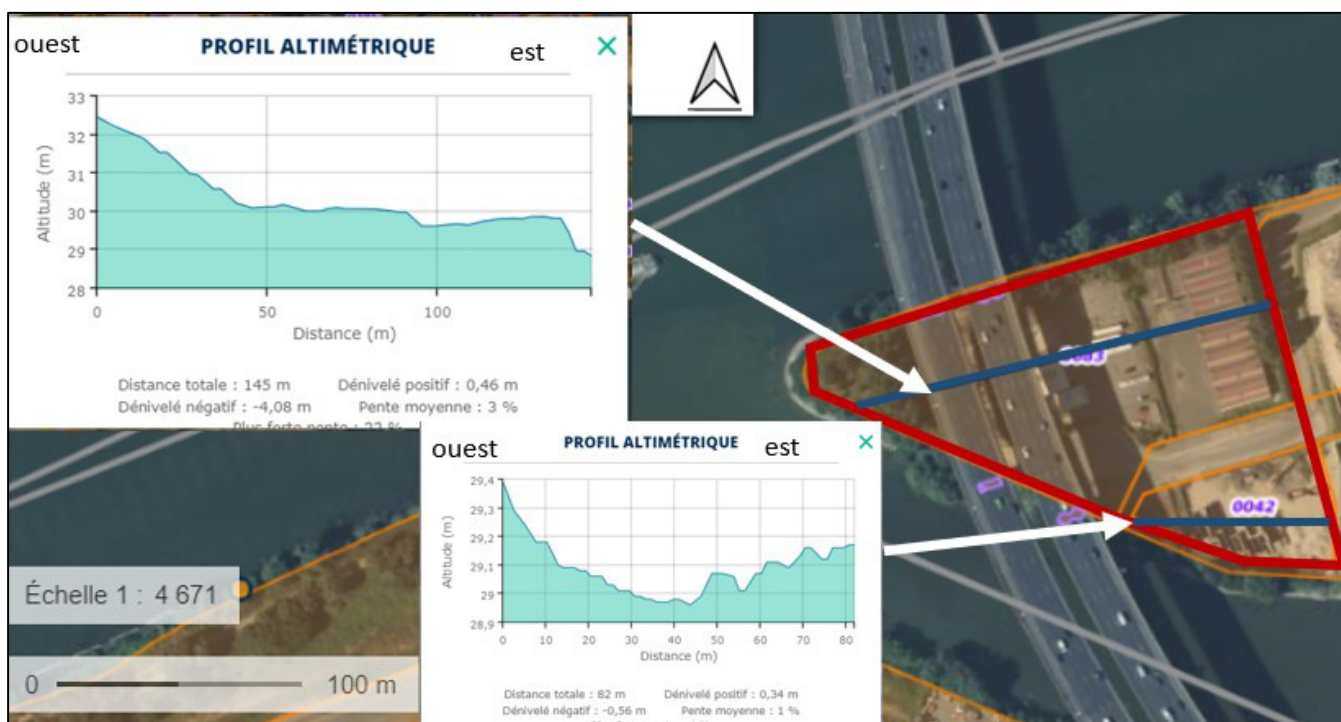 ouest
PROFIL ALTIMÉTRIQUE
est
×
Altitude (m)
33
32
31
30
29
28
0
50
100
Distance (m)
Distance totale : 145 m
Dénivelé positif : 0,46 m
Dénivelé négatif : -4,08 m
Pente moyenne : 3 %
Plus forte pente : 22 %
ouest
PROFIL ALTIMÉTRIQUE
est
×
Altitude (m)
29,4
29,3
29,2
29,1
29
28,9
0
10
20
30
40
50
60
70
80
Distance (m)
Distance totale : 82 m
Dénivelé positif : 0,34 m
Dénivelé négatif : -0,56 m
Pente moyenne : 1 %
0042
Échelle 1 : 4 671
0
100 m